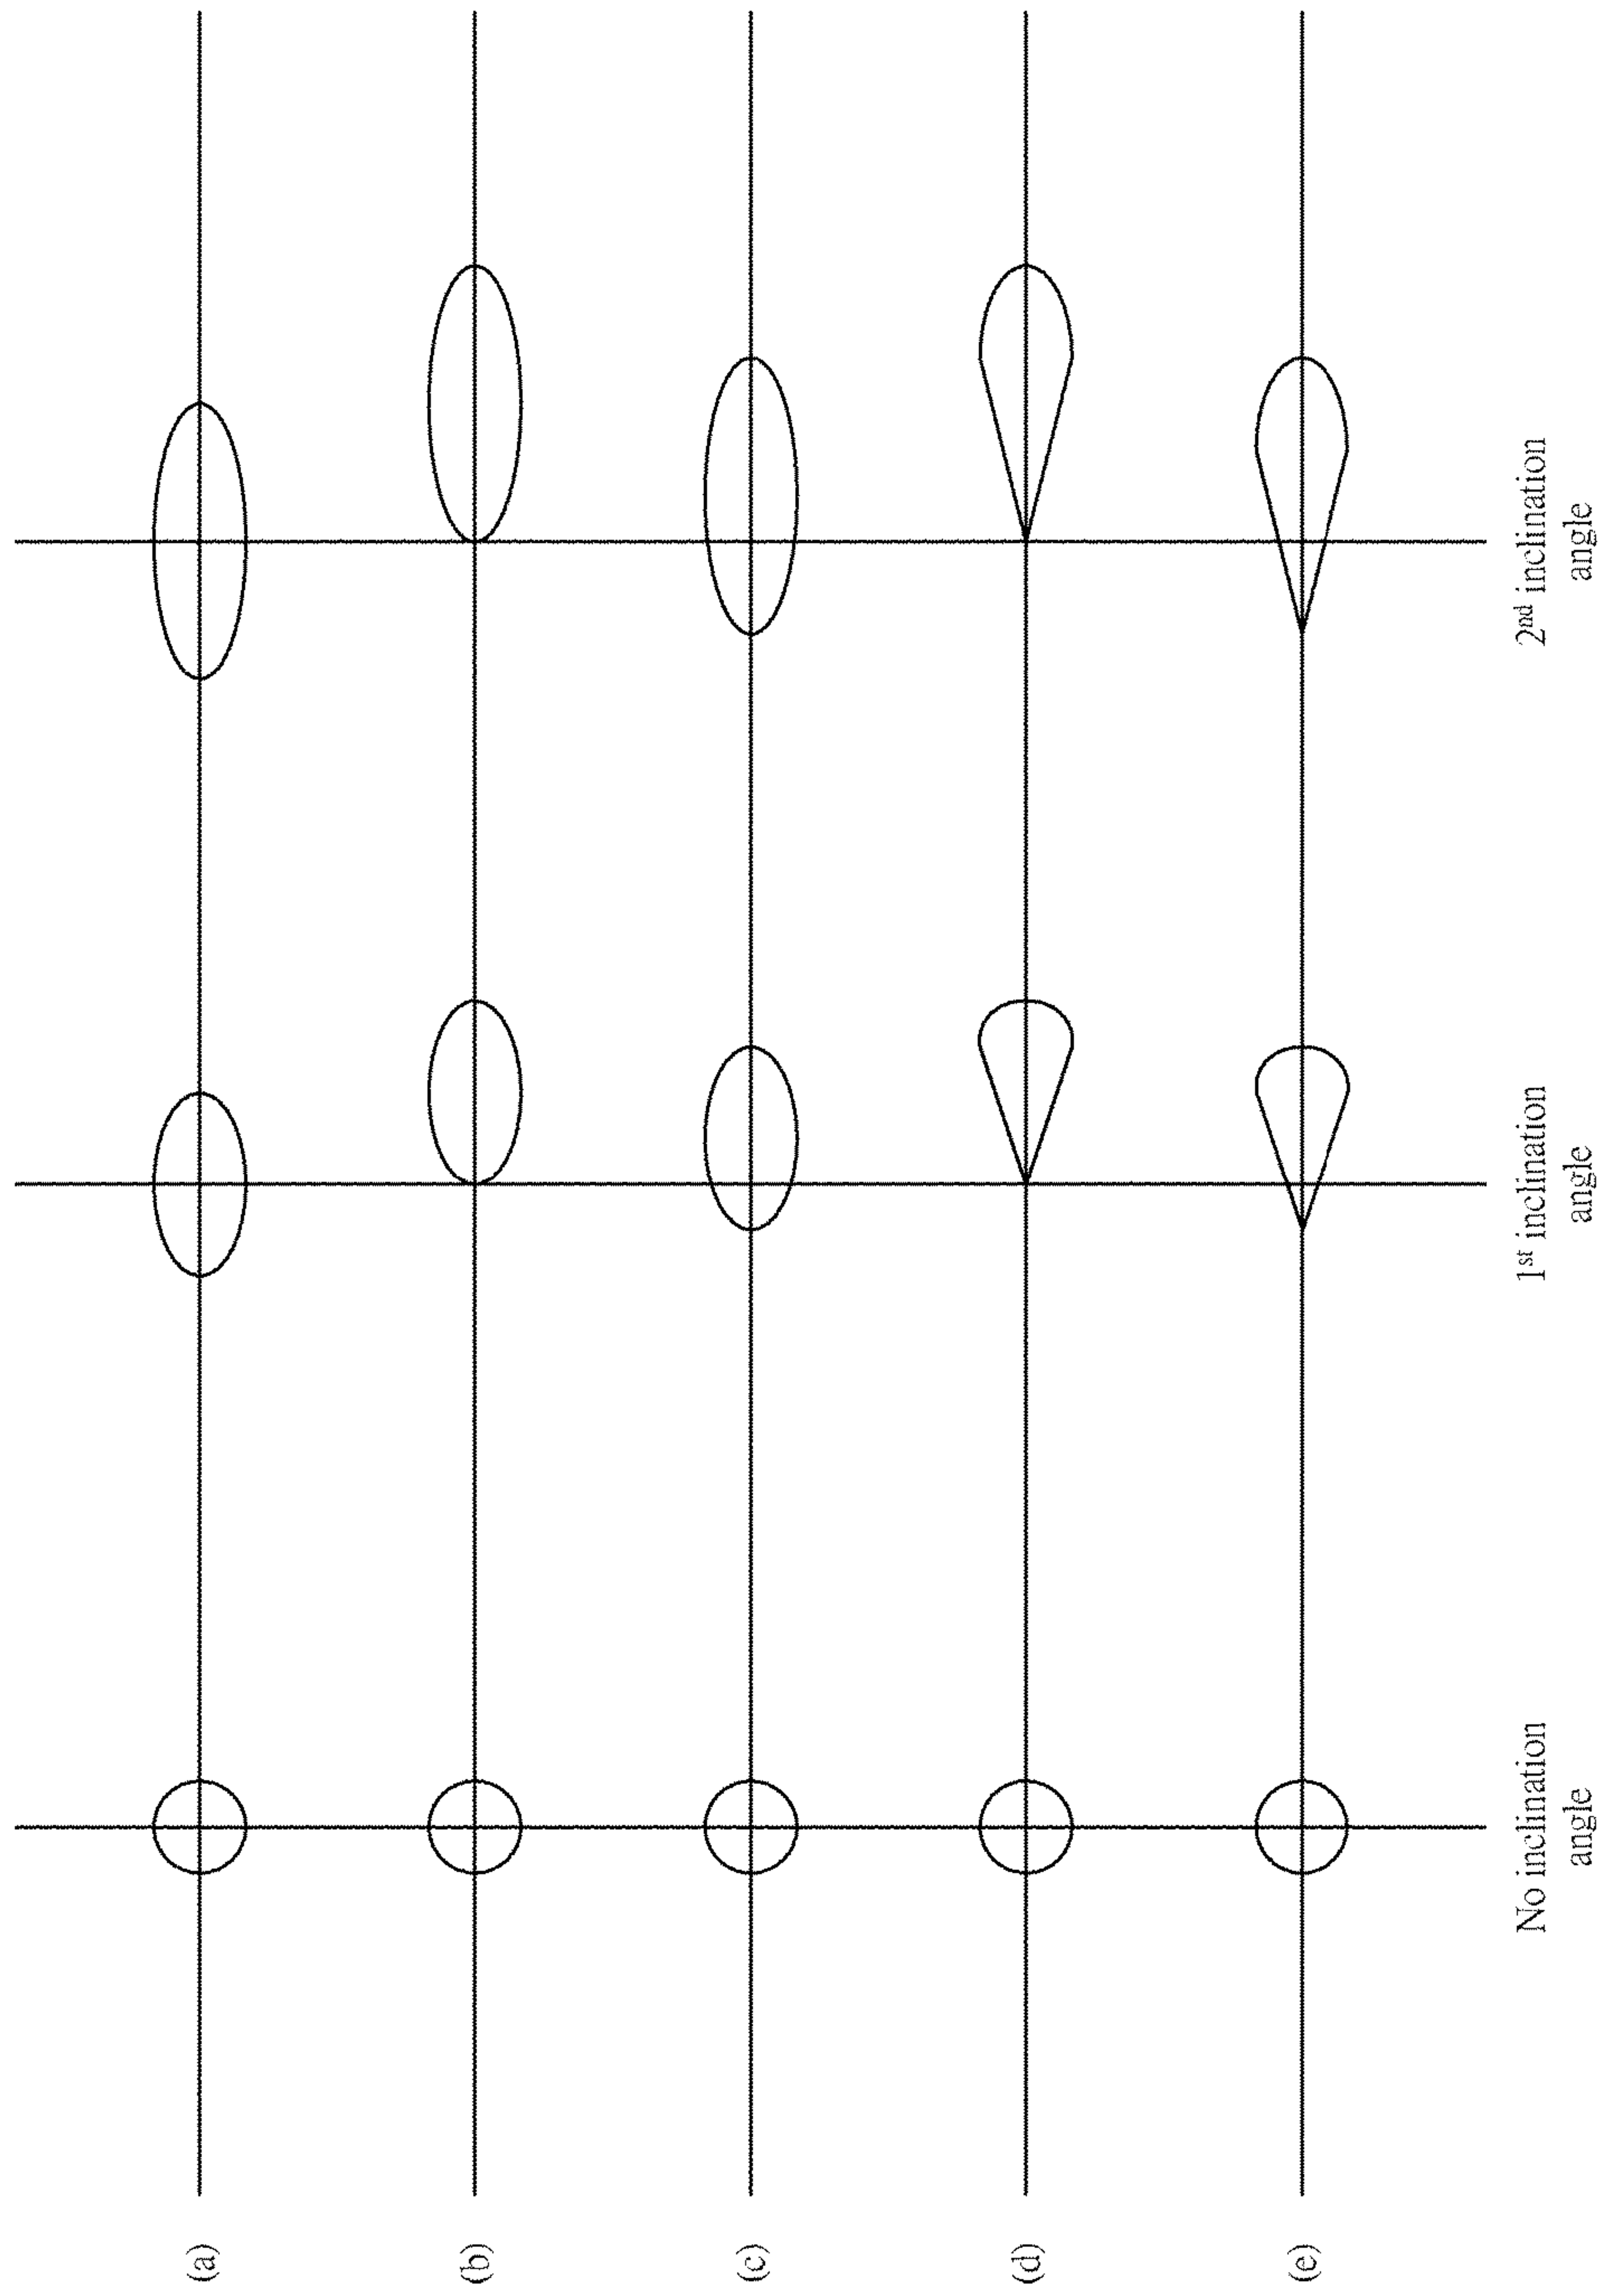 (a)
(b)
(c)
(d)
(e)
No inclination
angle
1st inclination
angle
2nd inclination
angle